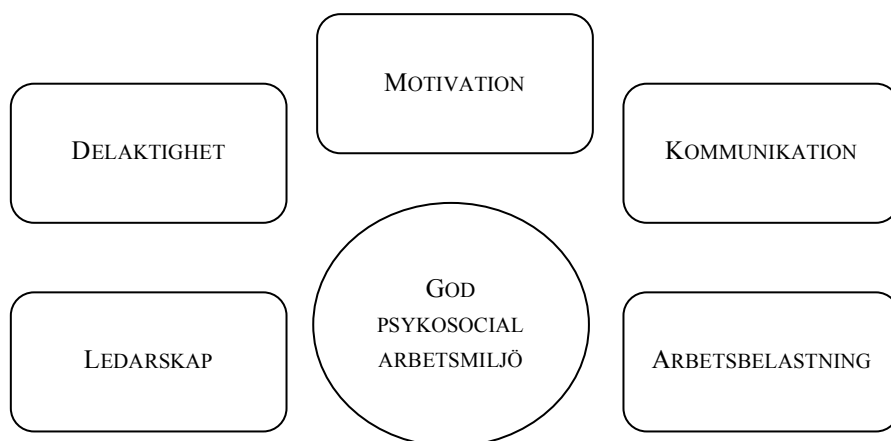 MOTIVATION
DELAKTIGHET
KOMMUNIKATION
GOD
PSYKOSOCIAL
ARBETSMILJÖ
LEDARSKAP
ARBETSBELASTNING